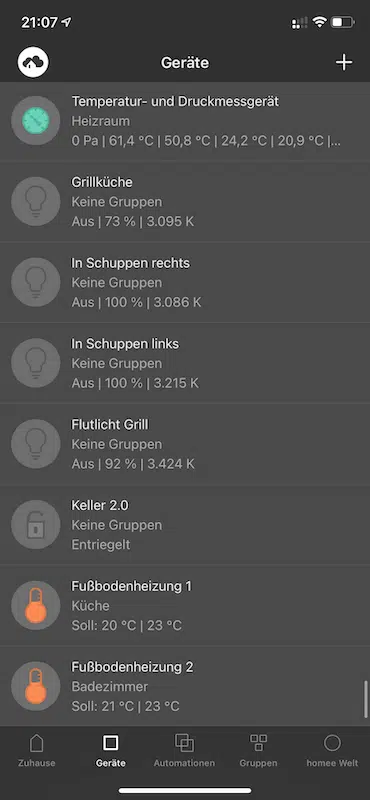 21:07
Geräte
Temperatur- und Druckmessgerät
Heizraum
0 Pa | 61,4 °C | 50,8 °C | 24,2 °C | 20,9 °C |...
Grillküche
Keine Gruppen
Aus | 73 % | 3.095 K
In Schuppen rechts
Keine Gruppen
Aus | 100 % | 3.086 K
In Schuppen links
Keine Gruppen
Aus | 100 % | 3.215 K
Flutlicht Grill
Keine Gruppen
Aus | 92 % | 3.424 K
Keller 2.0
Keine Gruppen
Entriegelt
Fußbodenheizung 1
Küche
Soll: 20 °C | 23 °C
Fußbodenheizung 2
Badezimmer
Soll: 21 °C | 23 °C
Zuhause Geräte Automationen Gruppen homee Welt